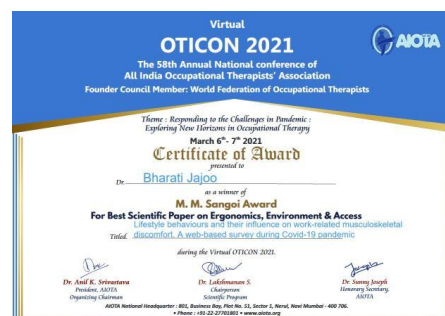 Virtual
OTICON 2021
AIOTA
The 58th Annual National conference of
All India Occupational Therapists' Association
Founder Council Member: World Federation of Occupational Therapists
Theme : Responding to the Challenges in Pandemic :
Exploring New Horizons in Occupational Therapy
March 6th- 7th 2021
Certificate of Award
presented to
Dr. Bharati Jajoo
as a winner of
M. M. Sangoi Award
For Best Scientific Paper on Ergonomics, Environment & Access
Lifestyle behaviours and their influence on work-related musculoskeletal
Titled discomfort. A web-based survey during Covid-19 pandemic
during the Virtual OTICON 2021.
Dr. Anil K. Srivastava
President, AIOTA
Organizing Chairman
Dr. Lakshmanan S.
Chairperson
Scientific Program
Dr. Sunny Joseph
Honorary Secretary,
AIOTA
AIOTA National Headquarter : 801, Business Bay, Plot No. 51, Sector 1, Nerul, Navi Mumbai - 400 706.
• Phone : +91-22-27701801 • www.aiota.org